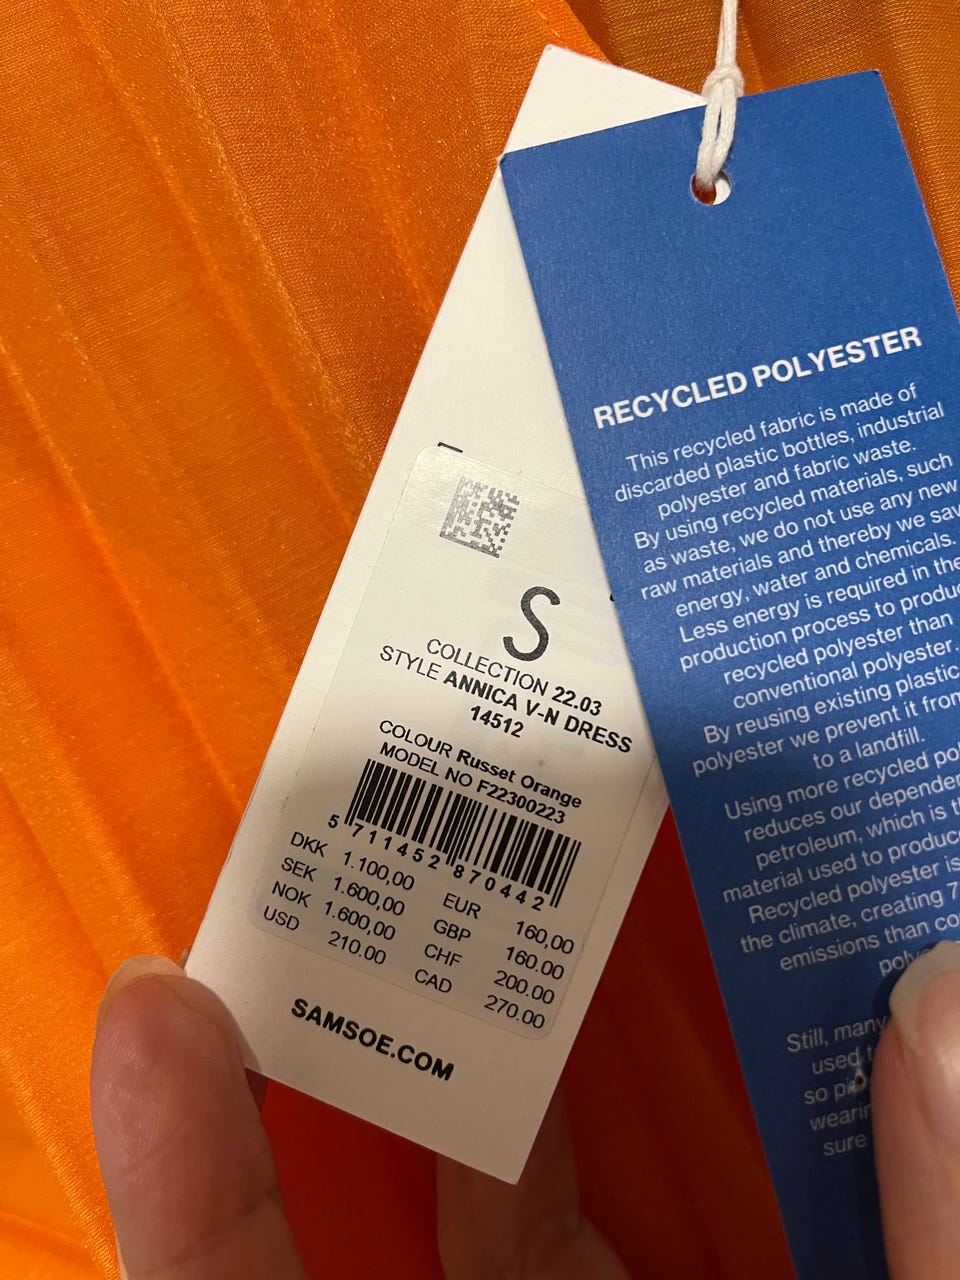 S
COLLECTION 22.03
STYLE ANNICA V-N DRESS
14512
COLOUR Russet Orange
MODEL NO F22300223
5 711452 870442
DKK 1.100,00 EUR 160,00
SEK 1.600,00 GBP 160.00
NOK 1.600,00 CHF 200.00
USD 210.00 CAD 270.00
SAMSOE.COM
RECYCLED POLYESTER
This recycled fabric is made of
discarded plastic bottles, industrial
polyester and fabric waste.
By using recycled materials, such
as waste, we do not use any new
raw materials and thereby we
energy, water and chemicals.
Less energy is required in the
production process to
recycled polyester than
conventional polyester.
By reusing existing plastic
polyester we prevent it from
to a landfill.
Using more recycled
reduces our
petroleum, which is
material used to
Recycled polyester is
the climate, creating
emissions than
Still, many
used
so
sure